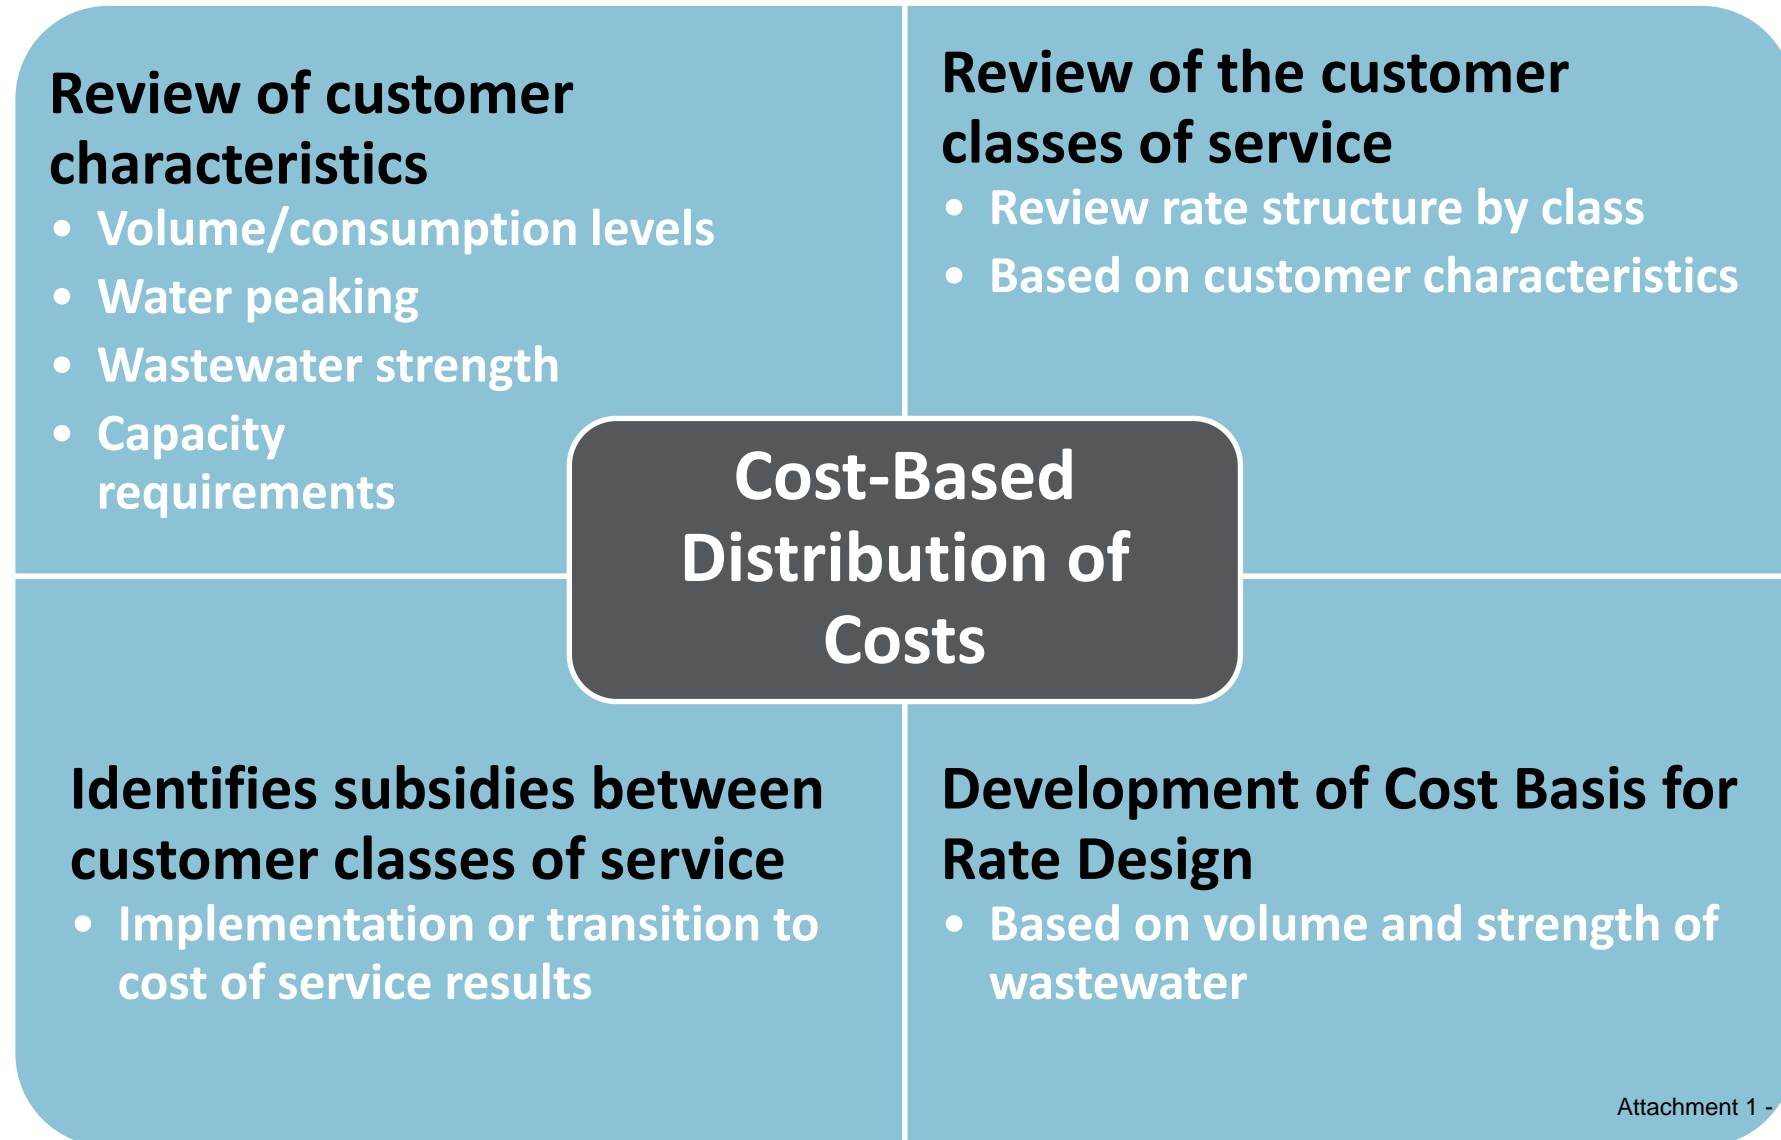 Review of customer
characteristics
• Volume/consumption levels
• Water peaking
• Wastewater strength
• Capacity
requirements
Review of the customer
classes of service
• Review rate structure by class
• Based on customer characteristics
Cost-Based
Distribution of
Costs
Identifies subsidies between
customer classes of service
• Implementation or transition to
cost of service results
Development of Cost Basis for
Rate Design
• Based on volume and strength of
wastewater
Attachment 1 -